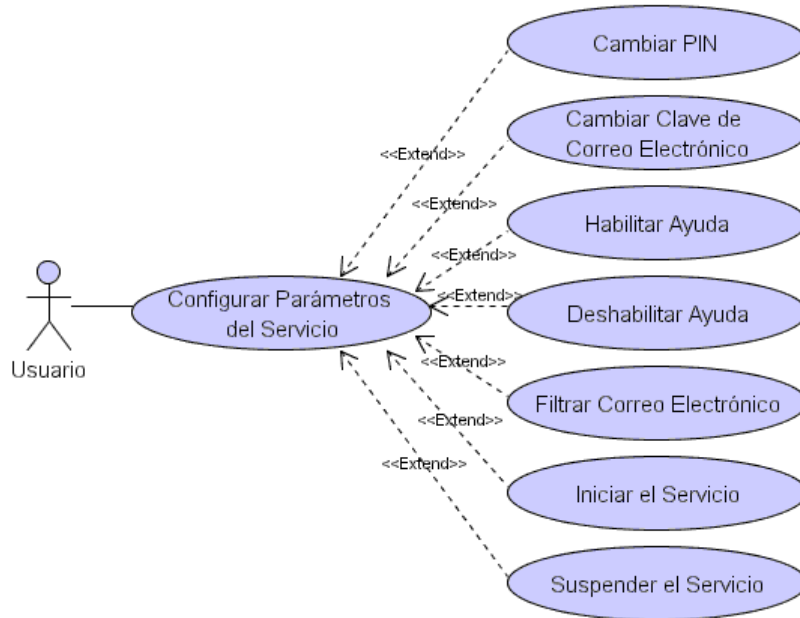 Cambiar PIN
<<Extend>>
Cambiar Clave de
Correo Electrónico
<<Extend>>
Habilitar Ayuda
<<Extend>>
Usuario
Configurar Parámetros
del Servicio
<<Extend>>
Deshabilitar Ayuda
<<Extend>>
Filtrar Correo Electrónico
<<Extend>>
Iniciar el Servicio
<<Extend>>
Suspender el Servicio